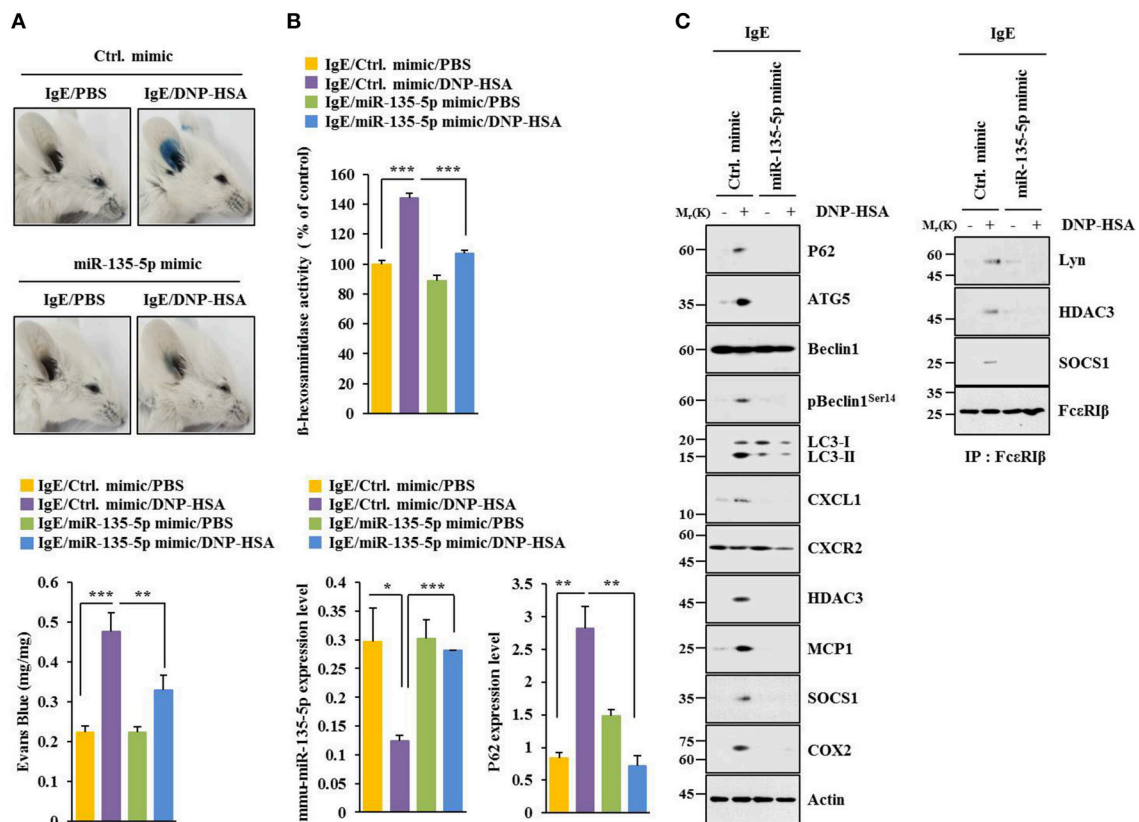 A
Ctrl. mimic
IgE/PBS IgE/DNP-HSA
miR-135-5p mimic
IgE/PBS IgE/DNP-HSA
IgE/Ctrl. mimic/PBS
IgE/Ctrl. mimic/DNP-HSA
IgE/miR-135-5p mimic/PBS
IgE/miR-135-5p mimic/DNP-HSA
Evans Blue (mg/mg)
0.6
0.5
0.4
0.3
0.2
0.1
0
*** **
B
IgE/Ctrl. mimic/PBS
IgE/Ctrl. mimic/DNP-HSA
IgE/miR-135-5p mimic/PBS
IgE/miR-135-5p mimic/DNP-HSA
ß-hexosaminidase activity ( % of control)
160
140
120
100
80
60
40
20
0
*** ***
IgE/Ctrl. mimic/PBS
IgE/Ctrl. mimic/DNP-HSA
IgE/miR-135-5p mimic/PBS
IgE/miR-135-5p mimic/DNP-HSA
mmu-miR-135-5p expression level
0.4
0.35
0.3
0.25
0.2
0.15
0.1
0.05
0
* ***
P62 expression level
3.5
3
2.5
2
1.5
1
0.5
0
** **
C
IgE
Ctrl. mimic
miR-135-5p mimic
Mr(K) - + - + DNP-HSA
60 P62
35 ATG5
60 Beclin1
60 pBeclin1Ser14
20 LC3-I
15 LC3-II
CXCL1
10
60 CXCR2
45
45 HDAC3
25 MCP1
35 SOCS1
75 COX2
60
45 Actin
IgE
Ctrl. mimic
miR-135-5p mimic
Mr(K) - + - + DNP-HSA
60 Lyn
45
45 HDAC3
25 SOCS1
35
25 FcεRIβ
IP : FcεRIβ